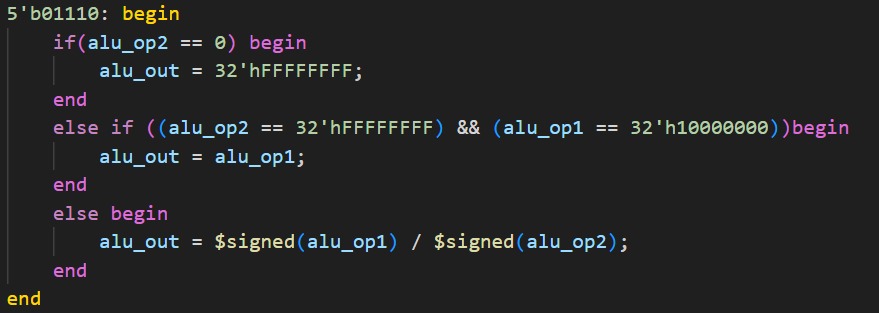 5'b01110: begin
    if(alu_op2 == 0) begin
        alu_out = 32'hFFFFFFFF;
    end
    else if ((alu_op2 == 32'hFFFFFFFF) && (alu_op1 == 32'h10000000))begin
        alu_out = alu_op1;
    end
    else begin
        alu_out = $signed(alu_op1) / $signed(alu_op2);
    end
end